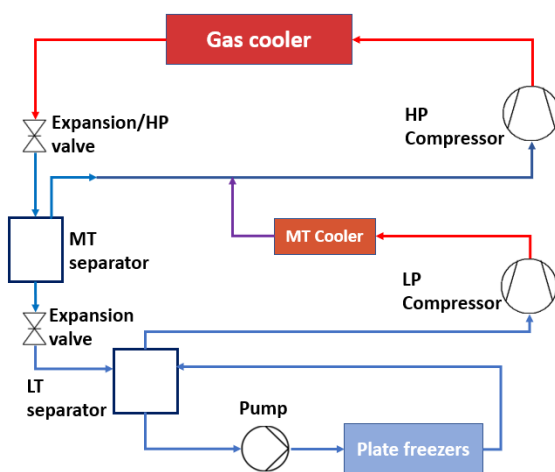 Gas cooler
Expansion/HP
valve
HP
Compressor
MT
separator
MT Cooler
LP
Compressor
Expansion
valve
LT
separator
Pump
Plate freezers